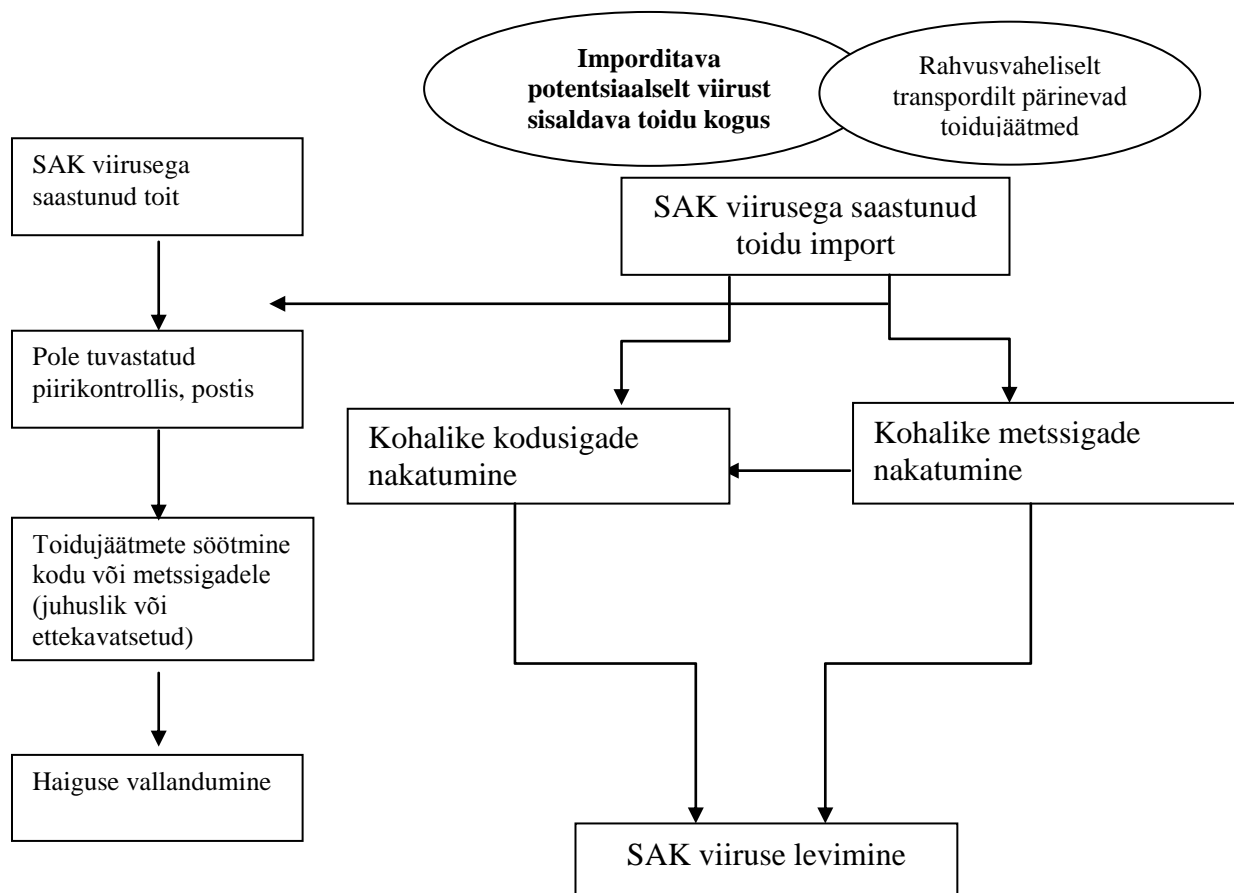 Imporditava
potentsiaalselt viirust
sisaldava toidu kogus
Rahvusvaheliselt
transpordilt pärinevad
toidujäätmed
SAK viirusega
saastunud toit
SAK viirusega saastunud
toidu import
Pole tuvastatud
piirikontrollis, postis
Kohalike kodusigade
nakatumine
Kohalike metssigade
nakatumine
Toidujäätmete söötmine
kodu või metssigadele
(juhuslik või
ettekavatsetud)
Haiguse vallandumine
SAK viiruse levimine